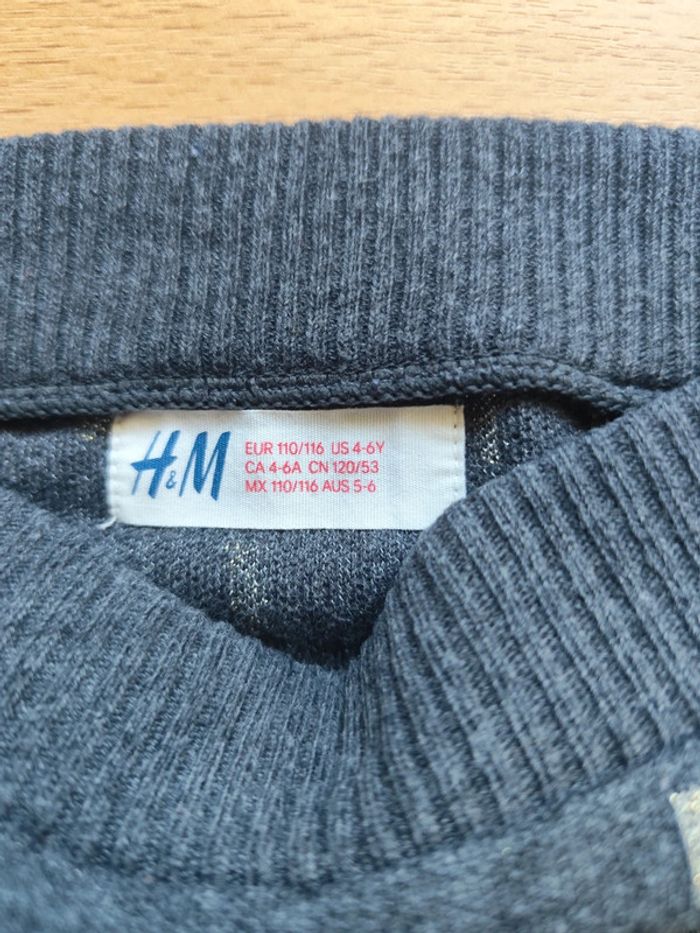 H&M
EUR 110/116 US 4-6Y
CA 4-6A CN 120/53
MX 110/116 AUS 5-6